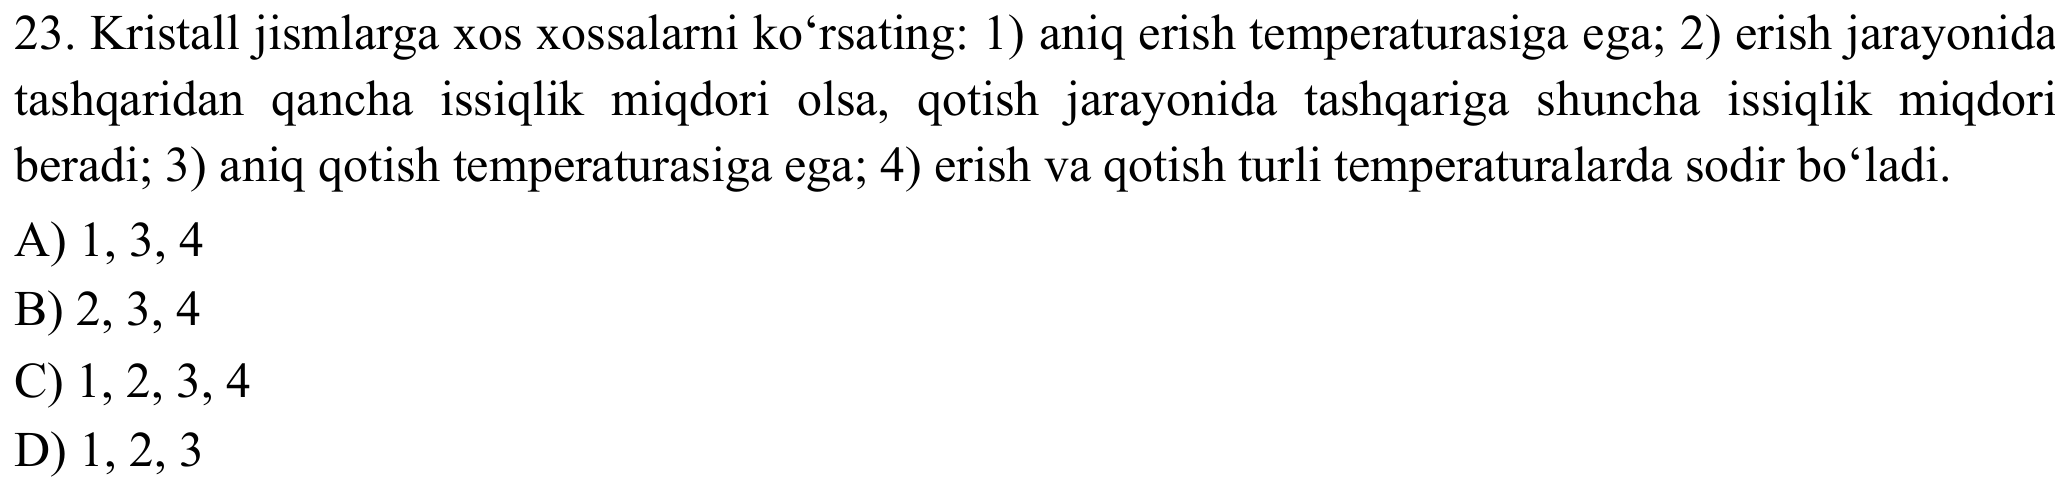 23. Kristall jismlarga xos xossalarni ko‘rsating: 1) aniq erish temperaturasiga ega; 2) erish jarayonida
tashqaridan qancha issiqlik miqdori olsa, qotish jarayonida tashqariga shuncha issiqlik miqdori
beradi; 3) aniq qotish temperaturasiga ega; 4) erish va qotish turli temperaturalarda sodir bo‘ladi.
A) 1, 3, 4
B) 2, 3, 4
C) 1, 2, 3, 4
D) 1, 2, 3